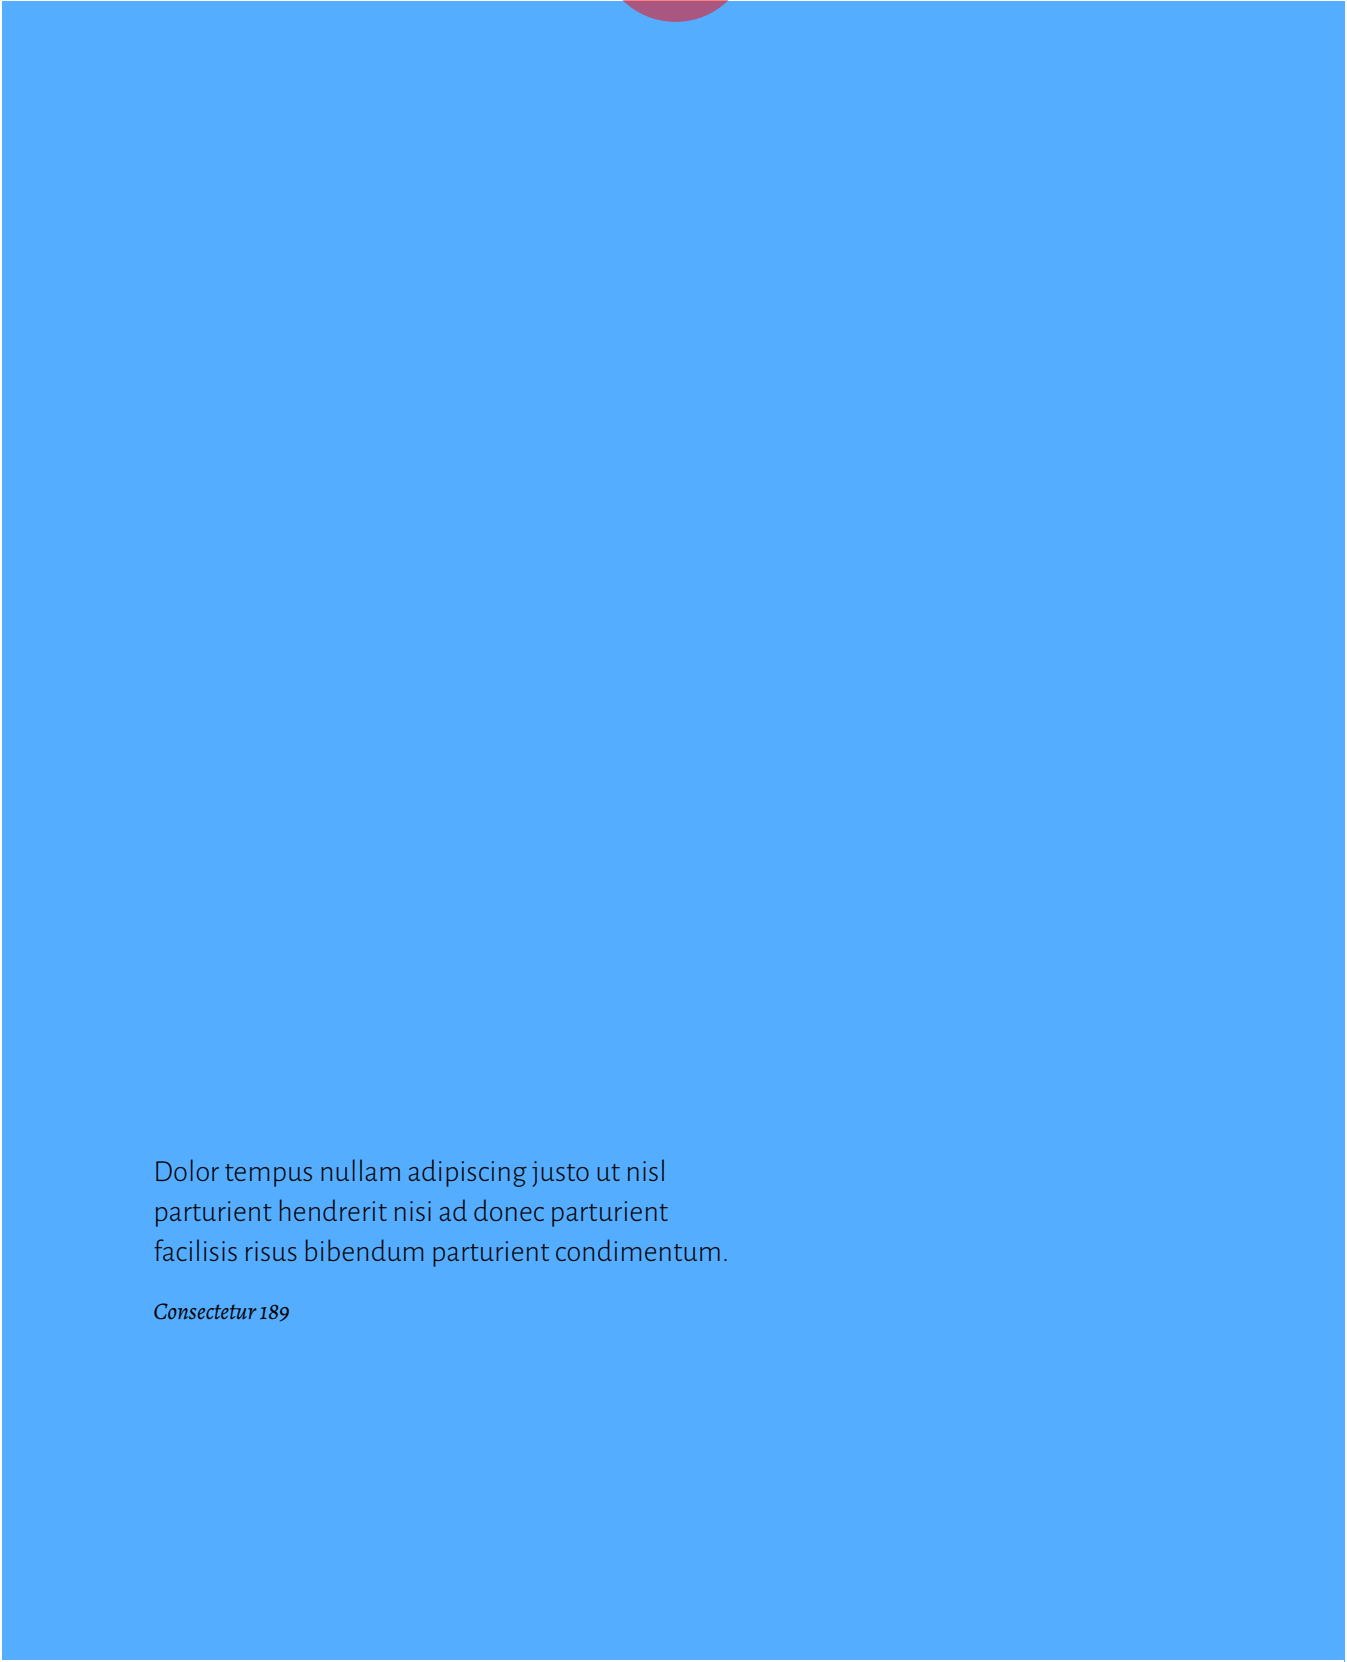 Dolor tempus nullam adipiscing justo ut nisl
parturient hendrerit nisi ad donec parturient
facilisis risus bibendum parturient condimentum.
Consectetur 189